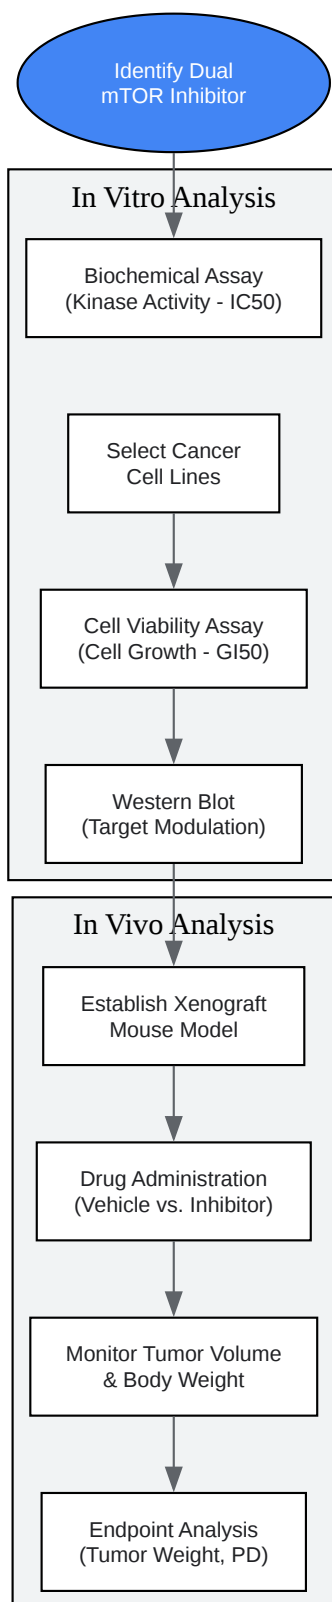 Identify Dual
mTOR Inhibitor
In Vitro Analysis
Biochemical Assay
(Kinase Activity - IC50)
Select Cancer
Cell Lines
Cell Viability Assay
(Cell Growth - GI50)
Western Blot
(Target Modulation)
In Vivo Analysis
Establish Xenograft
Mouse Model
Drug Administration
(Vehicle vs. Inhibitor)
Monitor Tumor Volume
& Body Weight
Endpoint Analysis
(Tumor Weight, PD)